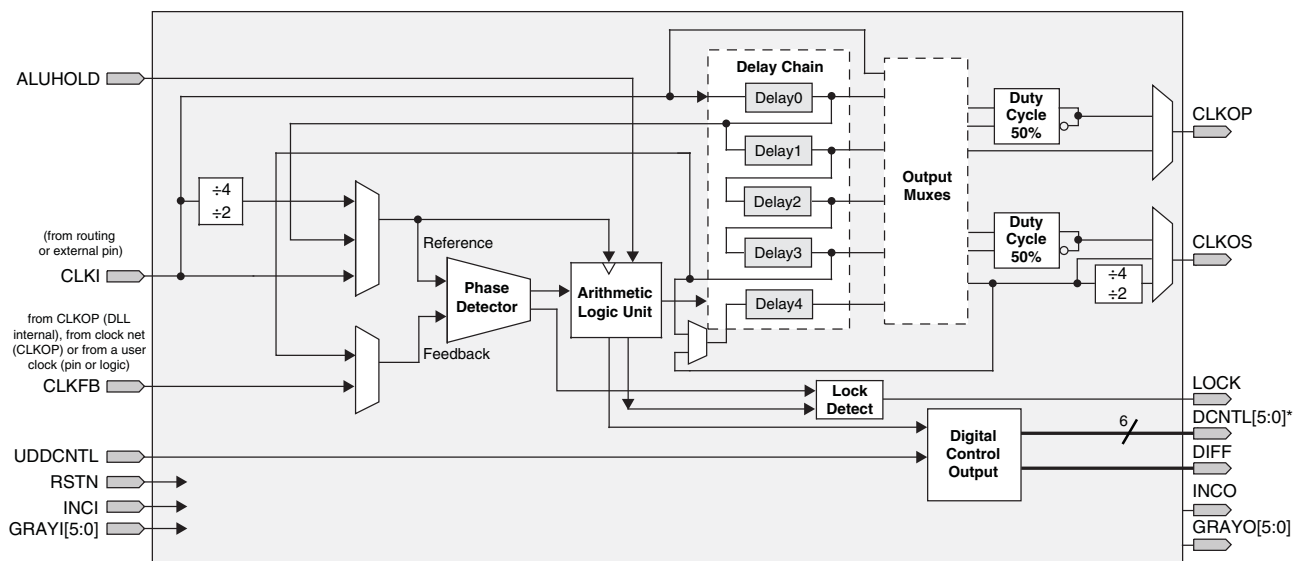 ALUHOLD
Delay Chain
Delay0
Delay1
Delay2
Delay3
Delay4
Output
Muxes
Duty
Cycle
50%
CLKOP
Duty
Cycle
50%
CLKOS
÷4
÷2
÷4
÷2
(from routing
or external pin)
CLKI
Reference
Phase
Detector
Arithmetic
Logic Unit
from CLKOP (DLL
internal), from clock net
(CLKOP) or from a user
clock (pin or logic)
CLKFB
Feedback
Lock
Detect
LOCK
6
DCNTL[5:0]*
Digital
Control
Output
DIFF
UDDCNTL
RSTN
INCI
GRAYI[5:0]
INCO
GRAYO[5:0]